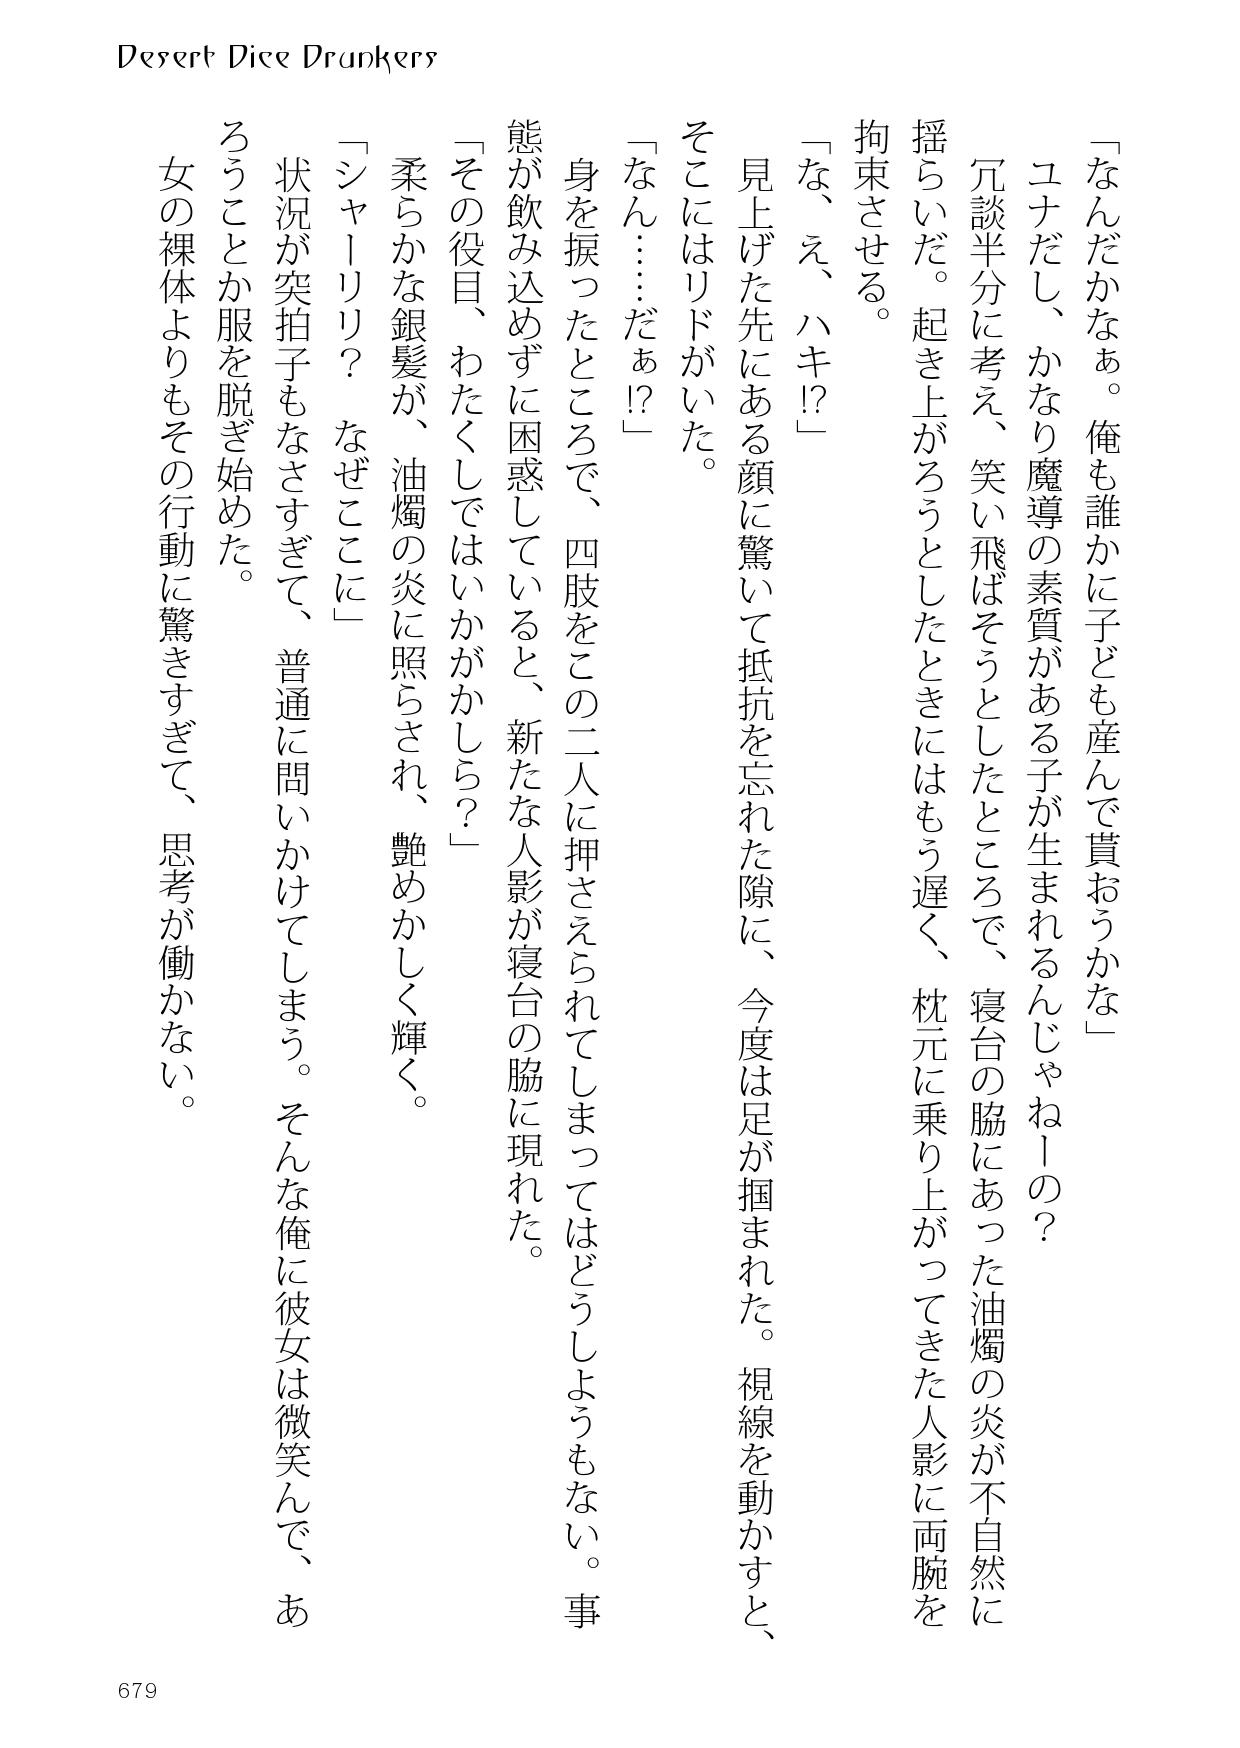 Desert Dice Drunkers
「なんだかなぁ。俺も誰かに子ども産んで貰おうかな」
　ユナだし、かなり魔導の素質がある子が生まれるんじゃねーの？
　冗談半分に考え、笑い飛ばそうとしたところで、寝台の脇にあった油燭の炎が不自然に
揺らいだ。起き上がろうとしたときにはもう遅く、枕元に乗り上がってきた人影に両腕を
拘束させる。
「な、え、ハキ!?」
　見上げた先にある顔に驚いて抵抗を忘れた隙に、今度は足が掴まれた。視線を動かすと、
そこにはリドがいた。
「なん……だぁ!?」
　身を捩ったところで、四肢をこの二人に押さえられてしまってはどうしようもない。事
態が飲み込めずに困惑していると、新たな人影が寝台の脇に現れた。
「その役目、わたくしではいかがかしら？」
　柔らかな銀髪が、油燭の炎に照らされ、艶めかしく輝く。
「シャーリリ？　なぜここに」
　状況が突拍子もなさすぎて、普通に問いかけてしまう。そんな俺に彼女は微笑んで、あ
ろうことか服を脱ぎ始めた。
　女の裸体よりもその行動に驚きすぎて、思考が働かない。
679